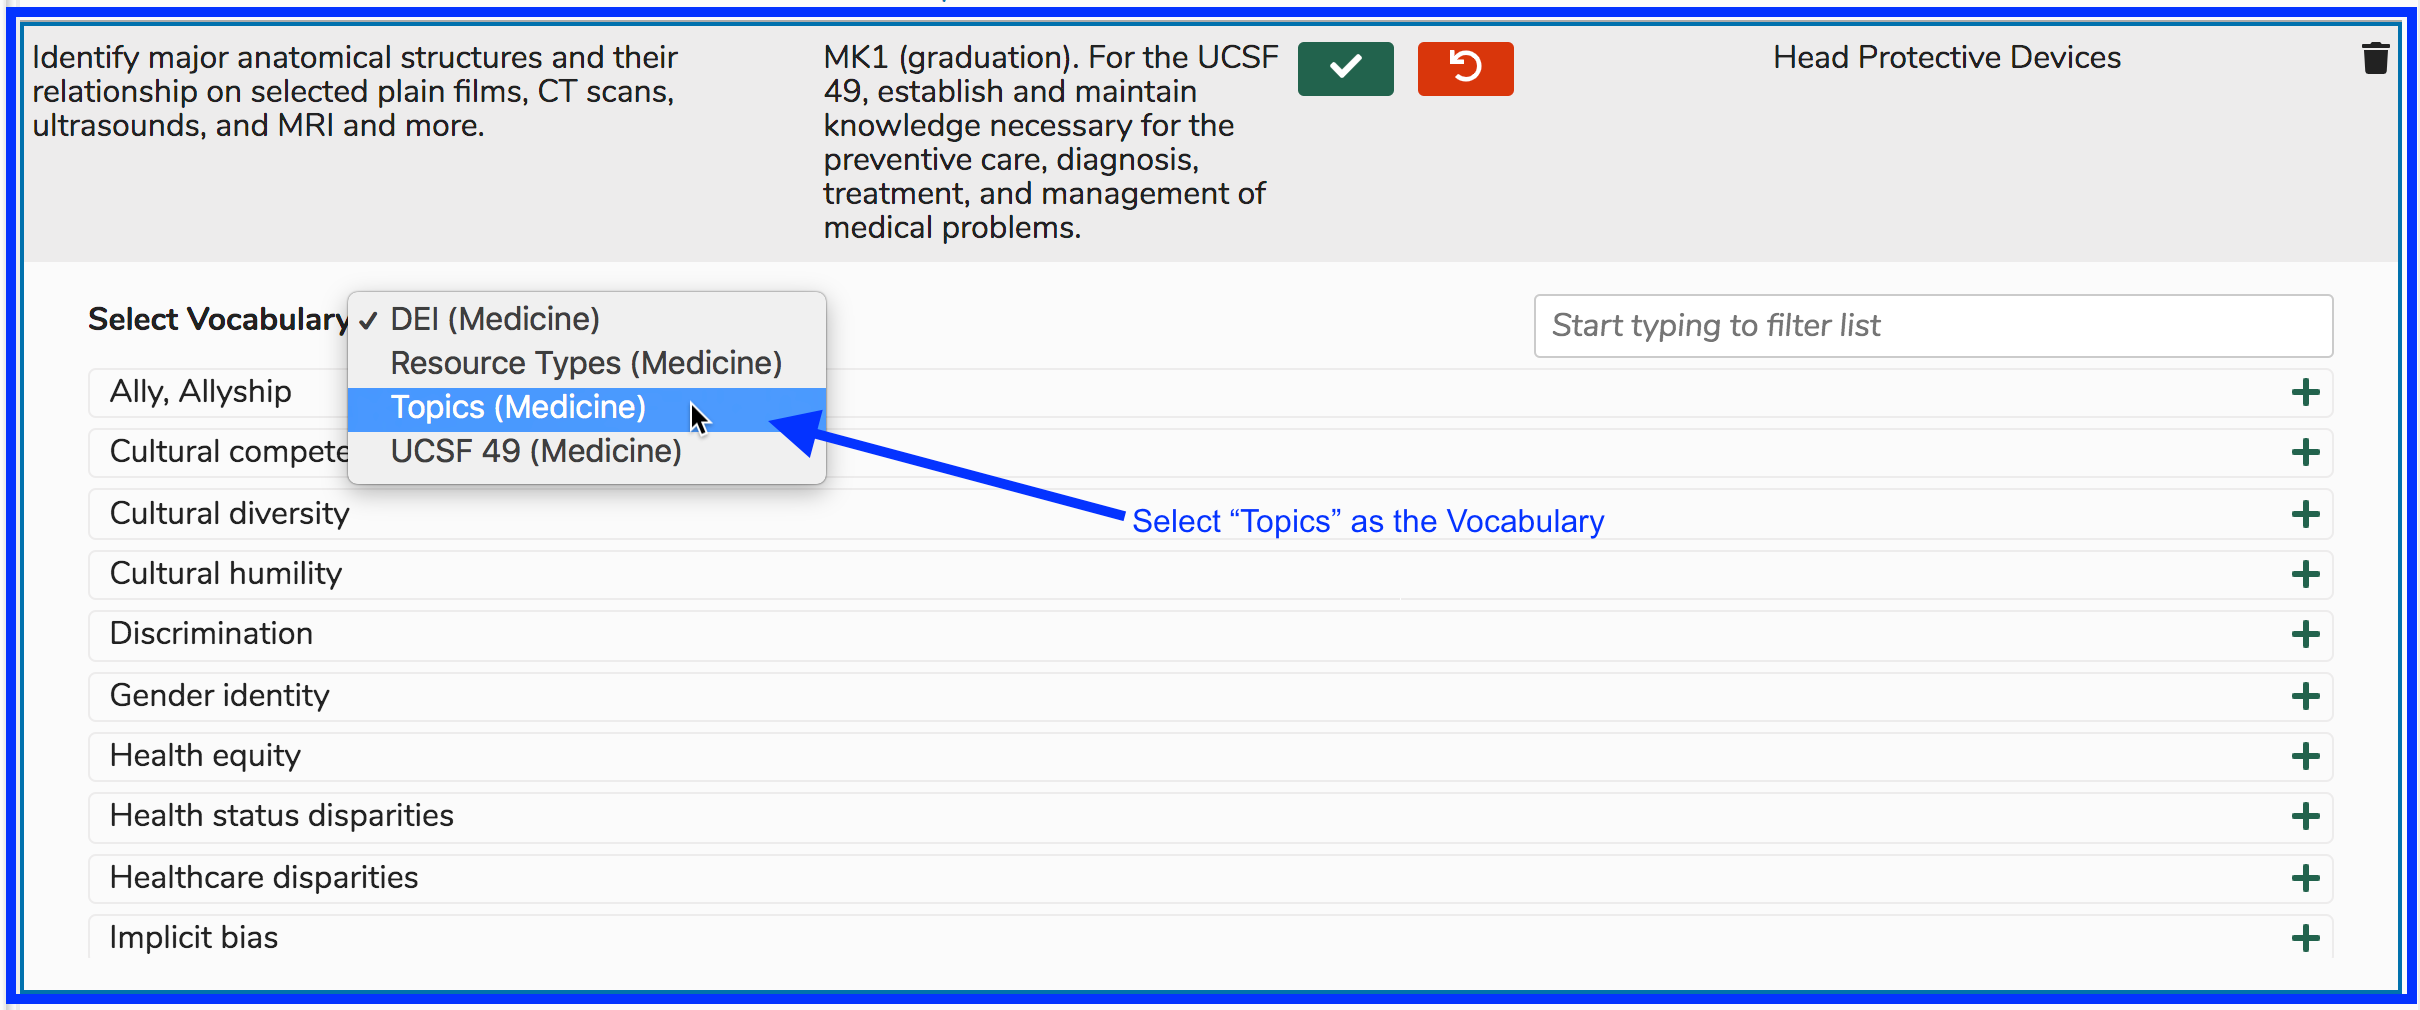 Identify major anatomical structures and their
relationship on selected plain films, CT scans,
ultrasounds, and MRI and more.
MK1 (graduation). For the UCSF
49, establish and maintain
knowledge necessary for the
preventive care, diagnosis,
treatment, and management of
medical problems.
Head Protective Devices
Select Vocabulary
DEI (Medicine)
Resource Types (Medicine)
Topics (Medicine)
UCSF 49 (Medicine)
Start typing to filter list
Select “Topics” as the Vocabulary
Ally, Allyship
Cultural compete
Cultural diversity
Cultural humility
Discrimination
Gender identity
Health equity
Health status disparities
Healthcare disparities
Implicit bias